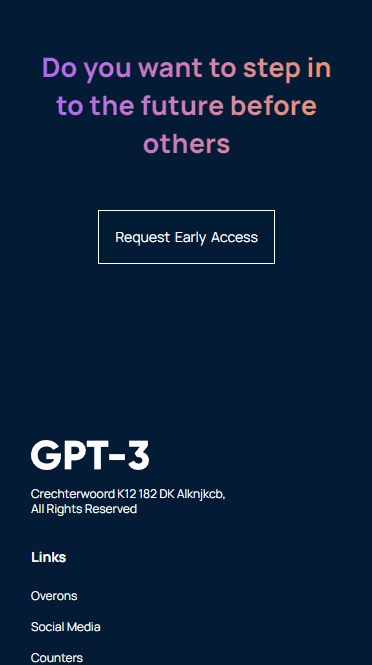 Do you want to step in
to the future before
others
Request Early Access
GPT-3
Crechterwoord K12 182 DK Alknjkcb,
All Rights Reserved
Links
Overons
Social Media
Counters